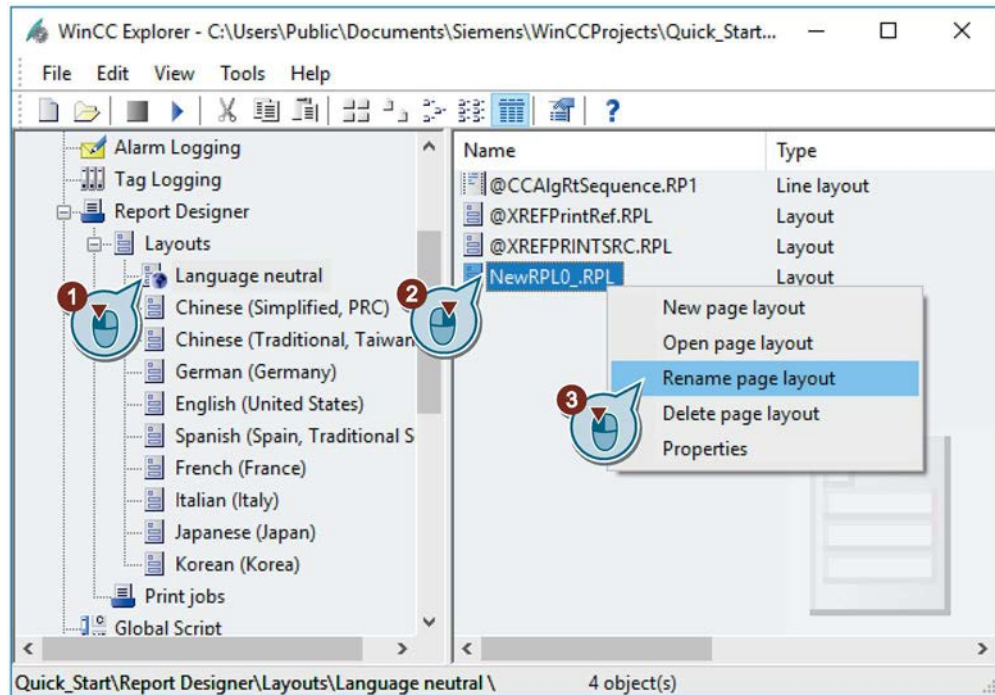 WinCC Explorer - C:\Users\Public\Documents\Siemens\WinCCProjects\Quick_Start...
File Edit View Tools Help
Alarm Logging
Tag Logging
Report Designer
Layouts
Language neutral
Chinese (Simplified, PRC)
Chinese (Traditional, Taiwan
German (Germany)
English (United States)
Spanish (Spain, Traditional S
French (France)
Italian (Italy)
Japanese (Japan)
Korean (Korea)
Print jobs
Global Script
1
Name Type
@CCAlgRtSequence.RP1 Line layout
@XREFPrintRef.RPL Layout
@XREFPRINTSRC.RPL Layout
NewRPL0_.RPL Layout
2
New page layout
Open page layout
Rename page layout
Delete page layout
Properties
3
Quick_Start\Report Designer\Layouts\Language neutral \ 4 object(s)